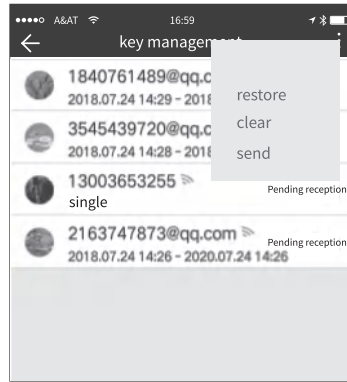 A&AT 16:59
key management
restore
clear
send
1840761489@qq.c
2018.07.24 14:29 - 2018
3545439720@qq.c
2018.07.24 14:28 - 2018
13003653255
single
Pending reception
2163747873@qq.com
Pending reception
2018.07.24 14:26 - 2020.07.24 14:26